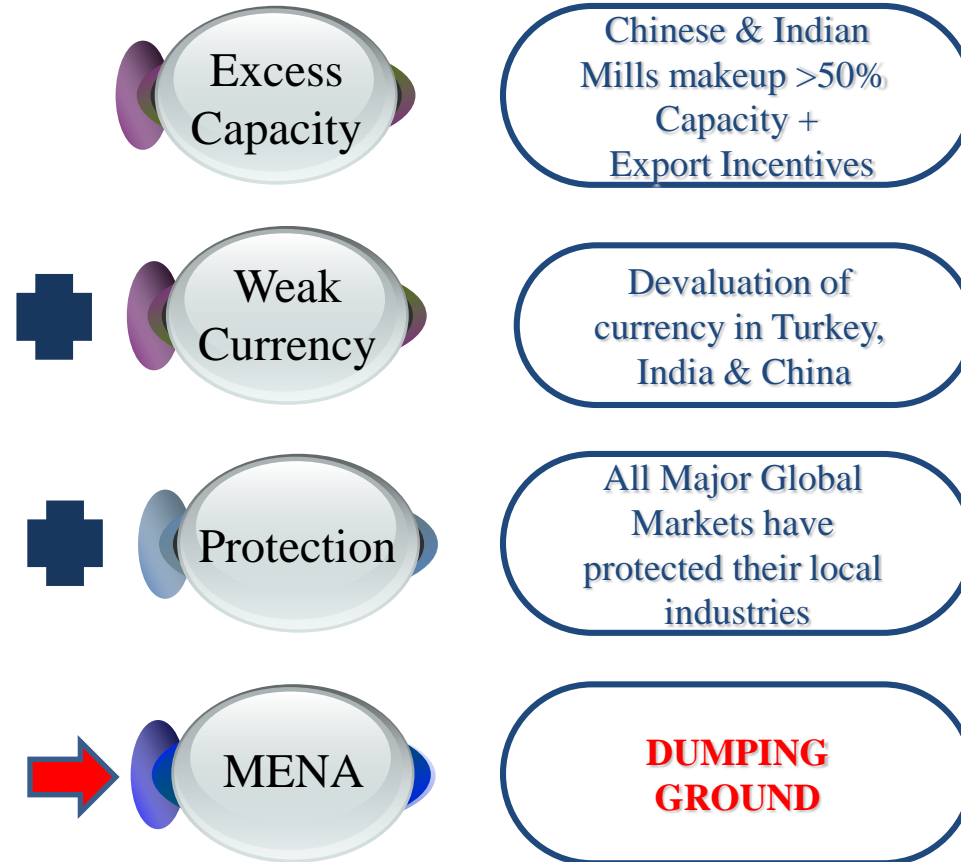 Excess
Capacity
Chinese & Indian
Mills makeup >50%
Capacity +
Export Incentives
Weak
Currency
Devaluation of
currency in Turkey,
India & China
Protection
All Major Global
Markets have
protected their local
industries
MENA
DUMPING
GROUND